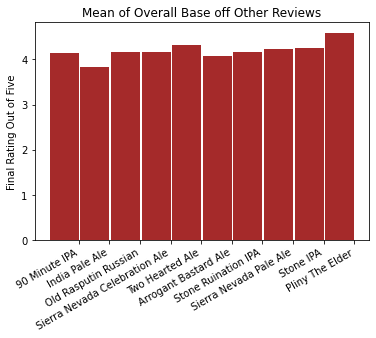 Mean of Overall Base off Other Reviews
Final Rating Out of Five
4
3
2
1
0
90 Minute IPA
India Pale Ale
Old Rasputin Russian
Sierra Nevada Celebration Ale
Two Hearted Ale
Arrogant Bastard Ale
Stone Ruination IPA
Sierra Nevada Pale Ale
Stone IPA
Pliny The Elder